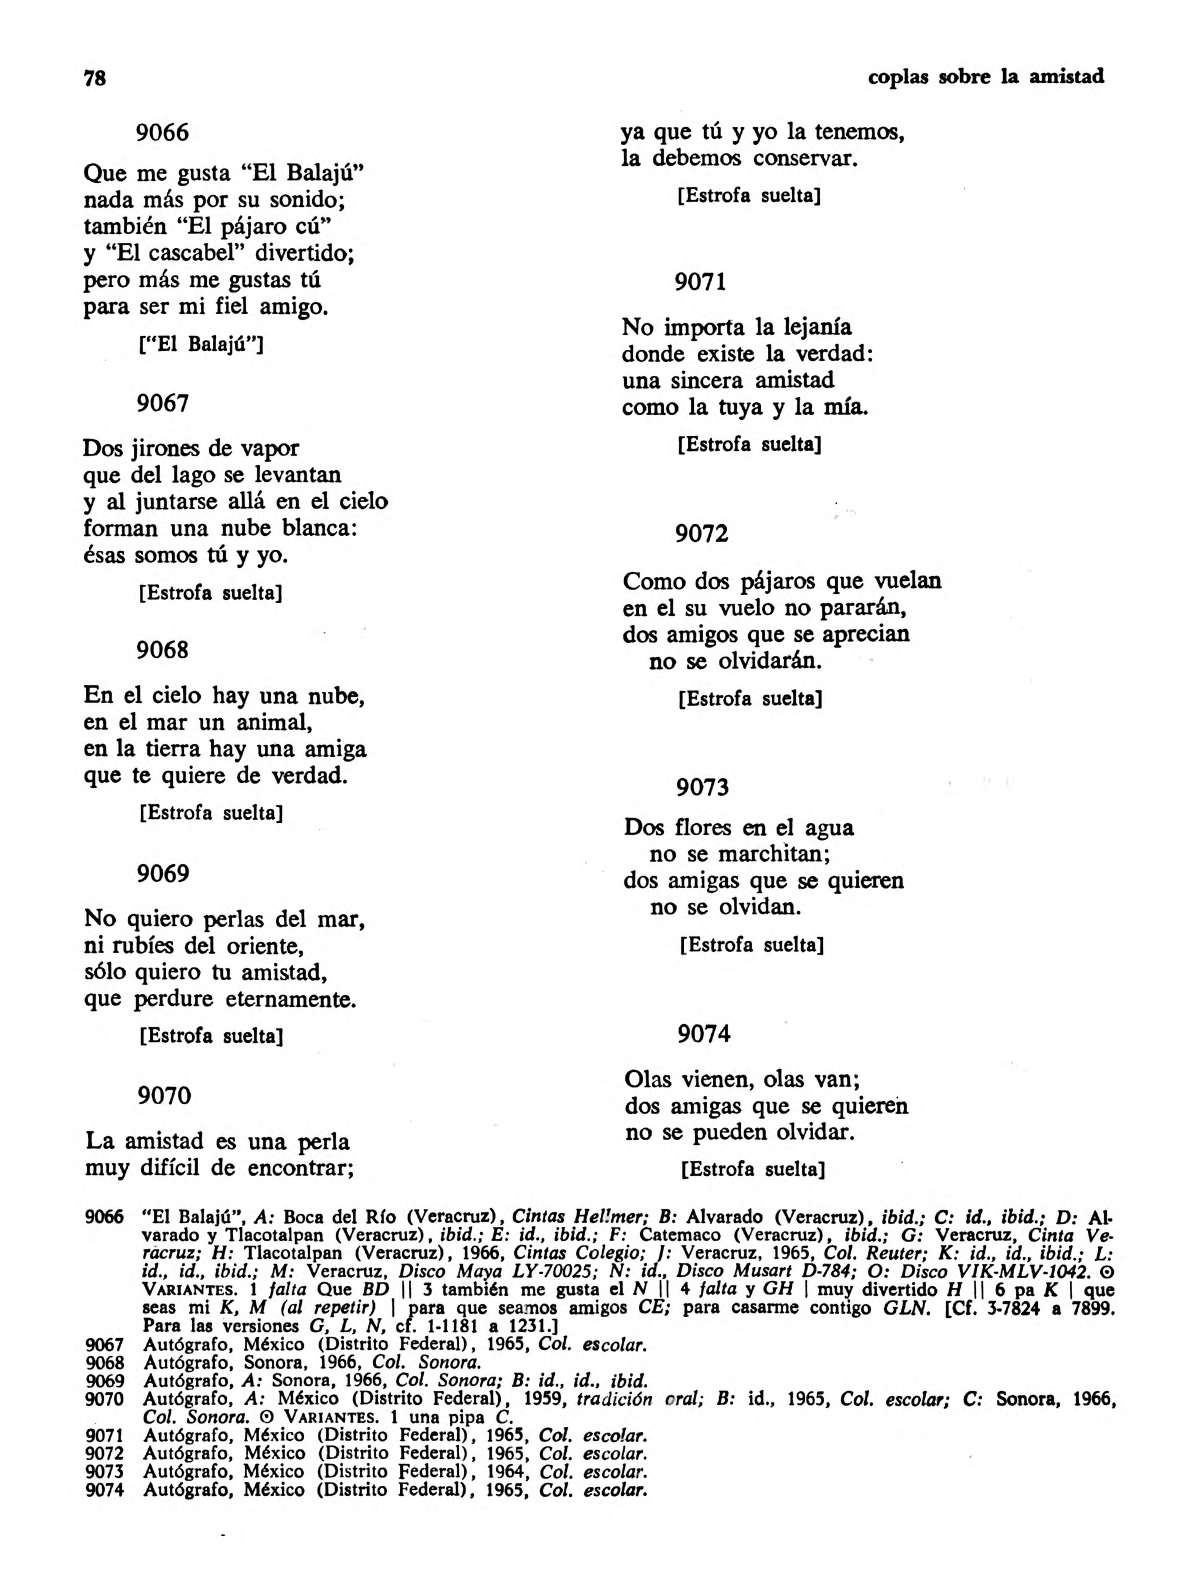 78
coplas sobre la amistad
9066
Que me gusta “El Balajú”
nada más por su sonido;
también “El pájaro cú”
y “El cascabel” divertido;
pero más me gustas tú
para ser mi fiel amigo.
[“El Balajú”]
9067
Dos jirones de vapor
que del lago se levantan
y al juntarse allá en el cielo
forman una nube blanca:
ésas somos tú y yo.
[Estrofa suelta]
9068
En el cielo hay una nube,
en el mar un animal,
en la tierra hay una amiga
que te quiere de verdad.
[Estrofa suelta]
9069
No quiero perlas del mar,
ni rubíes del oriente,
sólo quiero tu amistad,
que perdure eternamente.
[Estrofa suelta]
9070
La amistad es una perla
muy difícil de encontrar;
ya que tú y yo la tenemos,
la debemos conservar.
[Estrofa suelta]
9071
No importa la lejanía
donde existe la verdad:
una sincera amistad
como la tuya y la mía.
[Estrofa suelta]
9072
Como dos pájaros que vuelan
en el su vuelo no pararán,
dos amigos que se aprecian
no se olvidarán.
[Estrofa suelta]
9073
Dos flores en el agua
no se marchitan;
dos amigas que se quieren
no se olvidan.
[Estrofa suelta]
9074
Olas vienen, olas van;
dos amigas que se quieren
no se pueden olvidar.
[Estrofa suelta]
9066 “El Balajú”, A: Boca del Río (Veracruz), Cintas Hellmer; B: Alvarado (Veracruz), ibid.; C: id., ibid.; D: Al-
varado y Tlacotalpan (Veracruz), ibid.; E: id., ibid.; F: Catemaco (Veracruz), ibid.; G: Veracruz, Cinta Ve-
racruz; H: Tlacotalpan (Veracruz), 1966, Cintas Colegio; J: Veracruz, 1965, Col. Reuter; K: id., id., ibid.; L:
id., id., ibid.; M: Veracruz, Disco Maya LY-70025; N: id., Disco Musart D-784; O: Disco VIK-MLV-1042. ⊙
VARIANTES. 1 falta Que BD || 3 también me gusta el N || 4 falta y GH | muy divertido H || 6 pa K | que
seas mi K, M (al repetir) | para que seamos amigos CE; para casarme contigo GLN. [Cf. 3-7824 a 7899.
Para las versiones G, L, N, cf. 1-1181 a 1231.]
9067 Autógrafo, México (Distrito Federal), 1965, Col. escolar.
9068 Autógrafo, Sonora, 1966, Col. Sonora.
9069 Autógrafo, A: Sonora, 1966, Col. Sonora; B: id., id., ibid.
9070 Autógrafo, A: México (Distrito Federal), 1959, tradición oral; B: id., 1965, Col. escolar; C: Sonora, 1966,
Col. Sonora. ⊙ VARIANTES. 1 una pipa C.
9071 Autógrafo, México (Distrito Federal), 1965, Col. escolar.
9072 Autógrafo, México (Distrito Federal), 1965, Col. escolar.
9073 Autógrafo, México (Distrito Federal), 1964, Col. escolar.
9074 Autógrafo, México (Distrito Federal), 1965, Col. escolar.